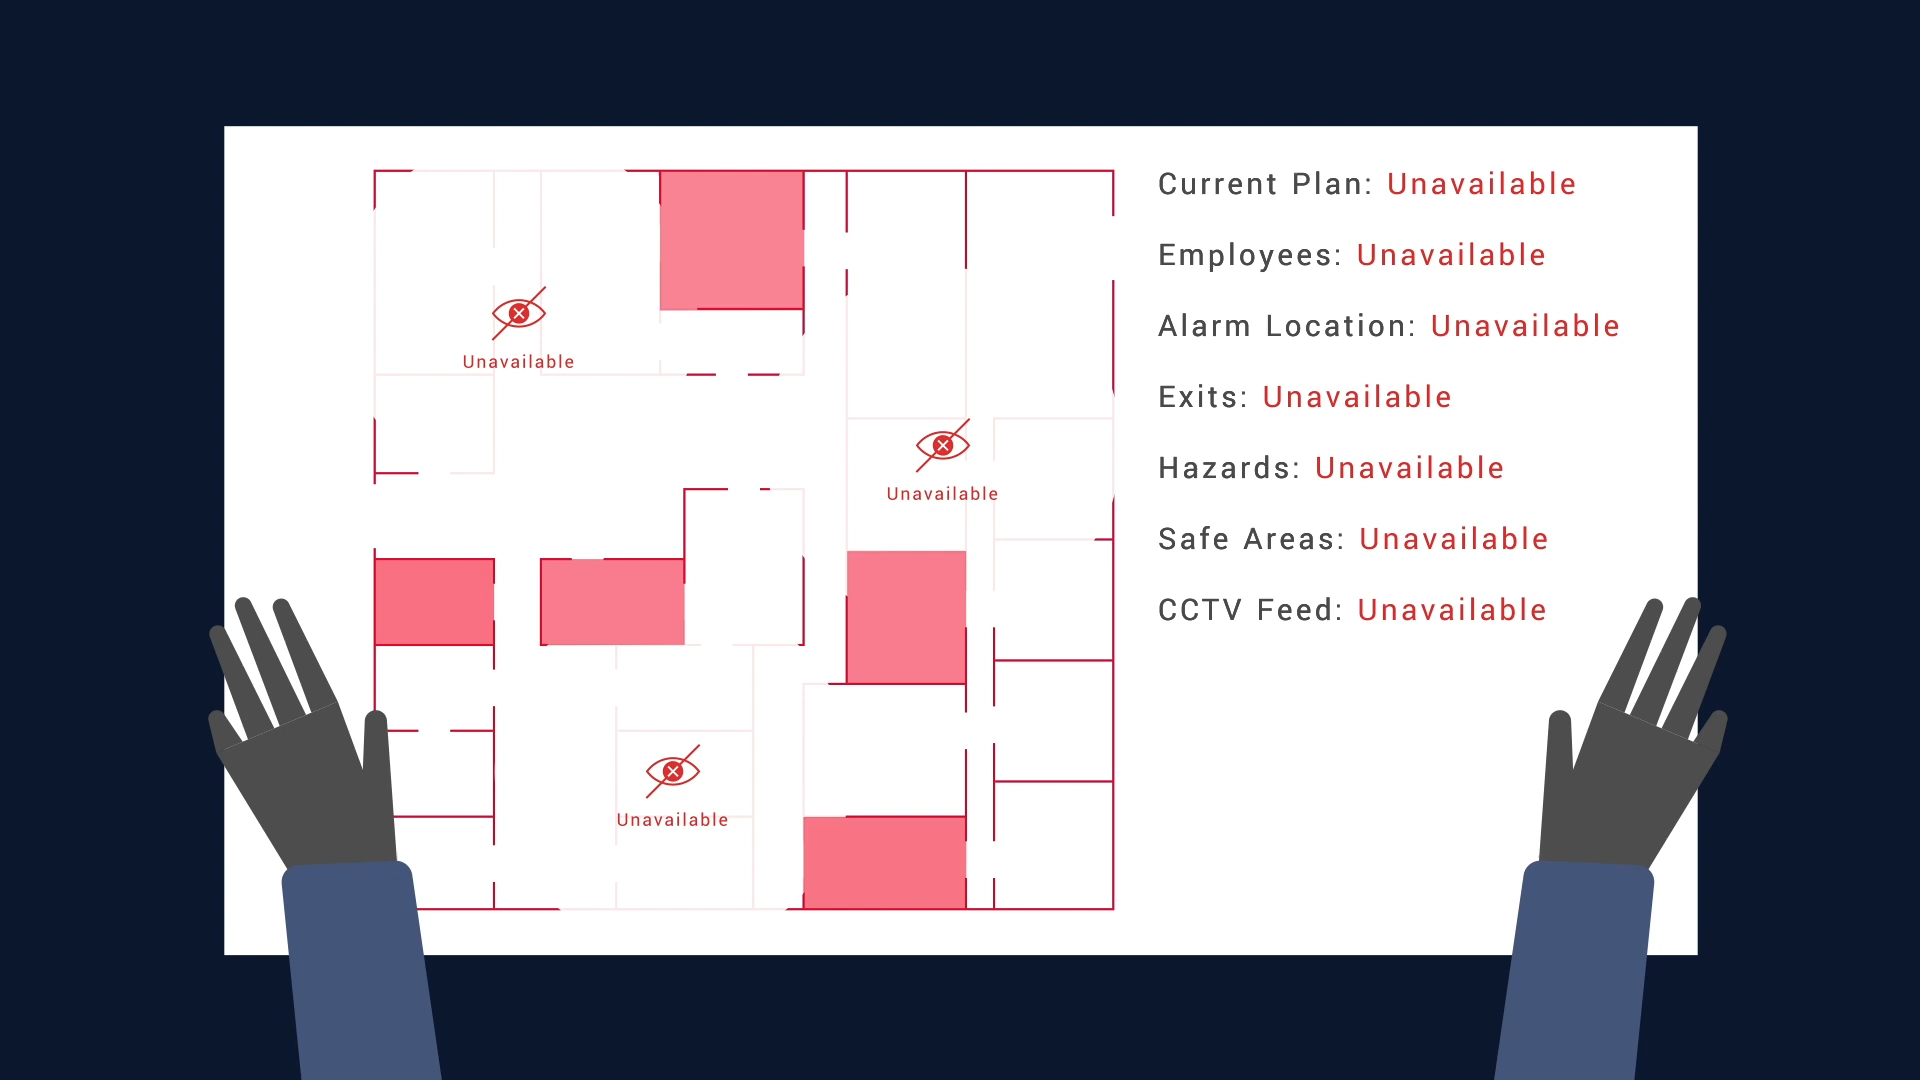 Current Plan: Unavailable
Employees: Unavailable
Alarm Location: Unavailable
Exits: Unavailable
Hazards: Unavailable
Safe Areas: Unavailable
CCTV Feed: Unavailable
Unavailable
Unavailable
Unavailable